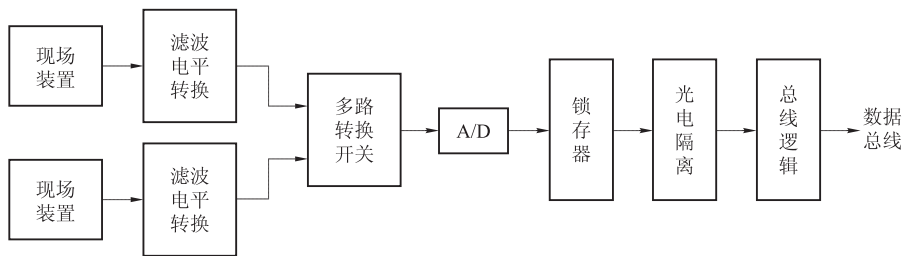 现场
装置
滤波
电平
转换
现场
装置
滤波
电平
转换
多路
转换
开关
A/D
锁存器
光电隔离
总线逻辑
数据
总线